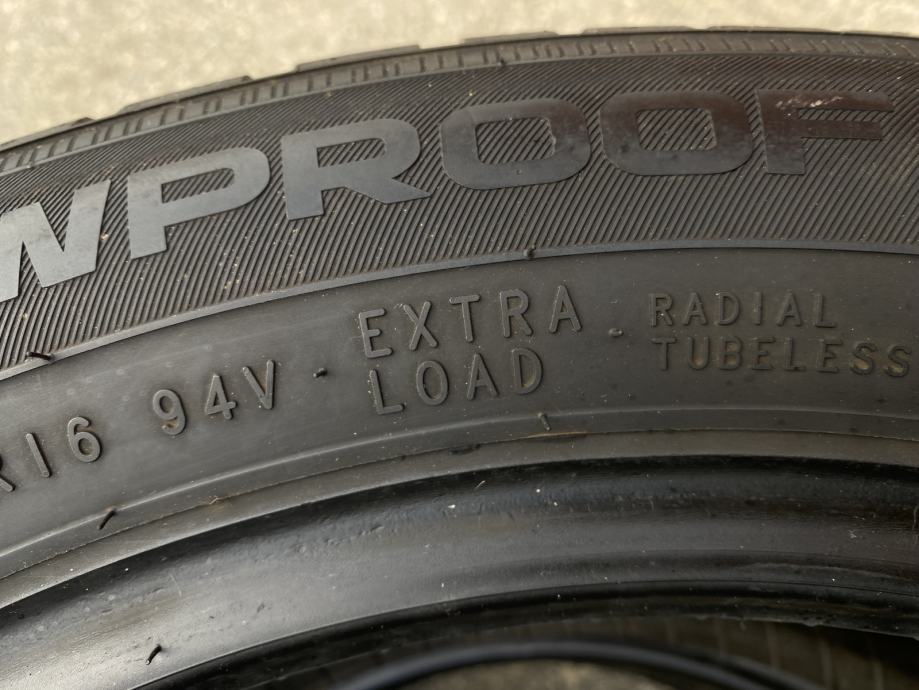 WPROOF
R16 94V EXTRA LOAD
RADIAL
TUBELESS